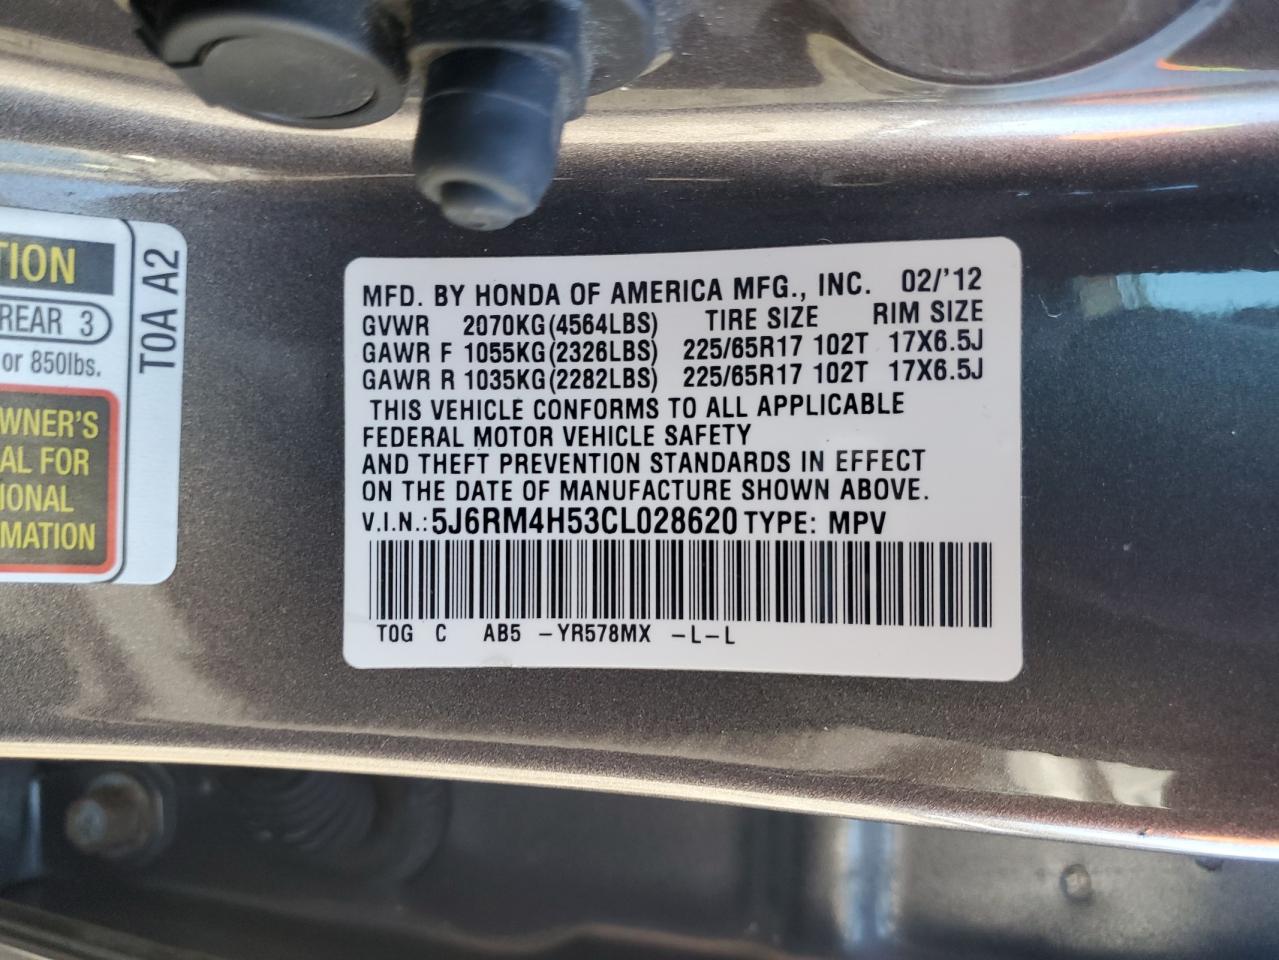 TION
REAR 3
or 850lbs.
WNER'S
AL FOR
IONAL
MATION
T0A A2
MFD. BY HONDA OF AMERICA MFG., INC. 02/'12
GVWR 2070KG(4564LBS) TIRE SIZE RIM SIZE
GAWR F 1055KG(2326LBS) 225/65R17 102T 17X6.5J
GAWR R 1035KG(2282LBS) 225/65R17 102T 17X6.5J
THIS VEHICLE CONFORMS TO ALL APPLICABLE
FEDERAL MOTOR VEHICLE SAFETY
AND THEFT PREVENTION STANDARDS IN EFFECT
ON THE DATE OF MANUFACTURE SHOWN ABOVE.
V.I.N.: 5J6RM4H53CL028620 TYPE: MPV
T0G C AB5 -YR578MX -L-L